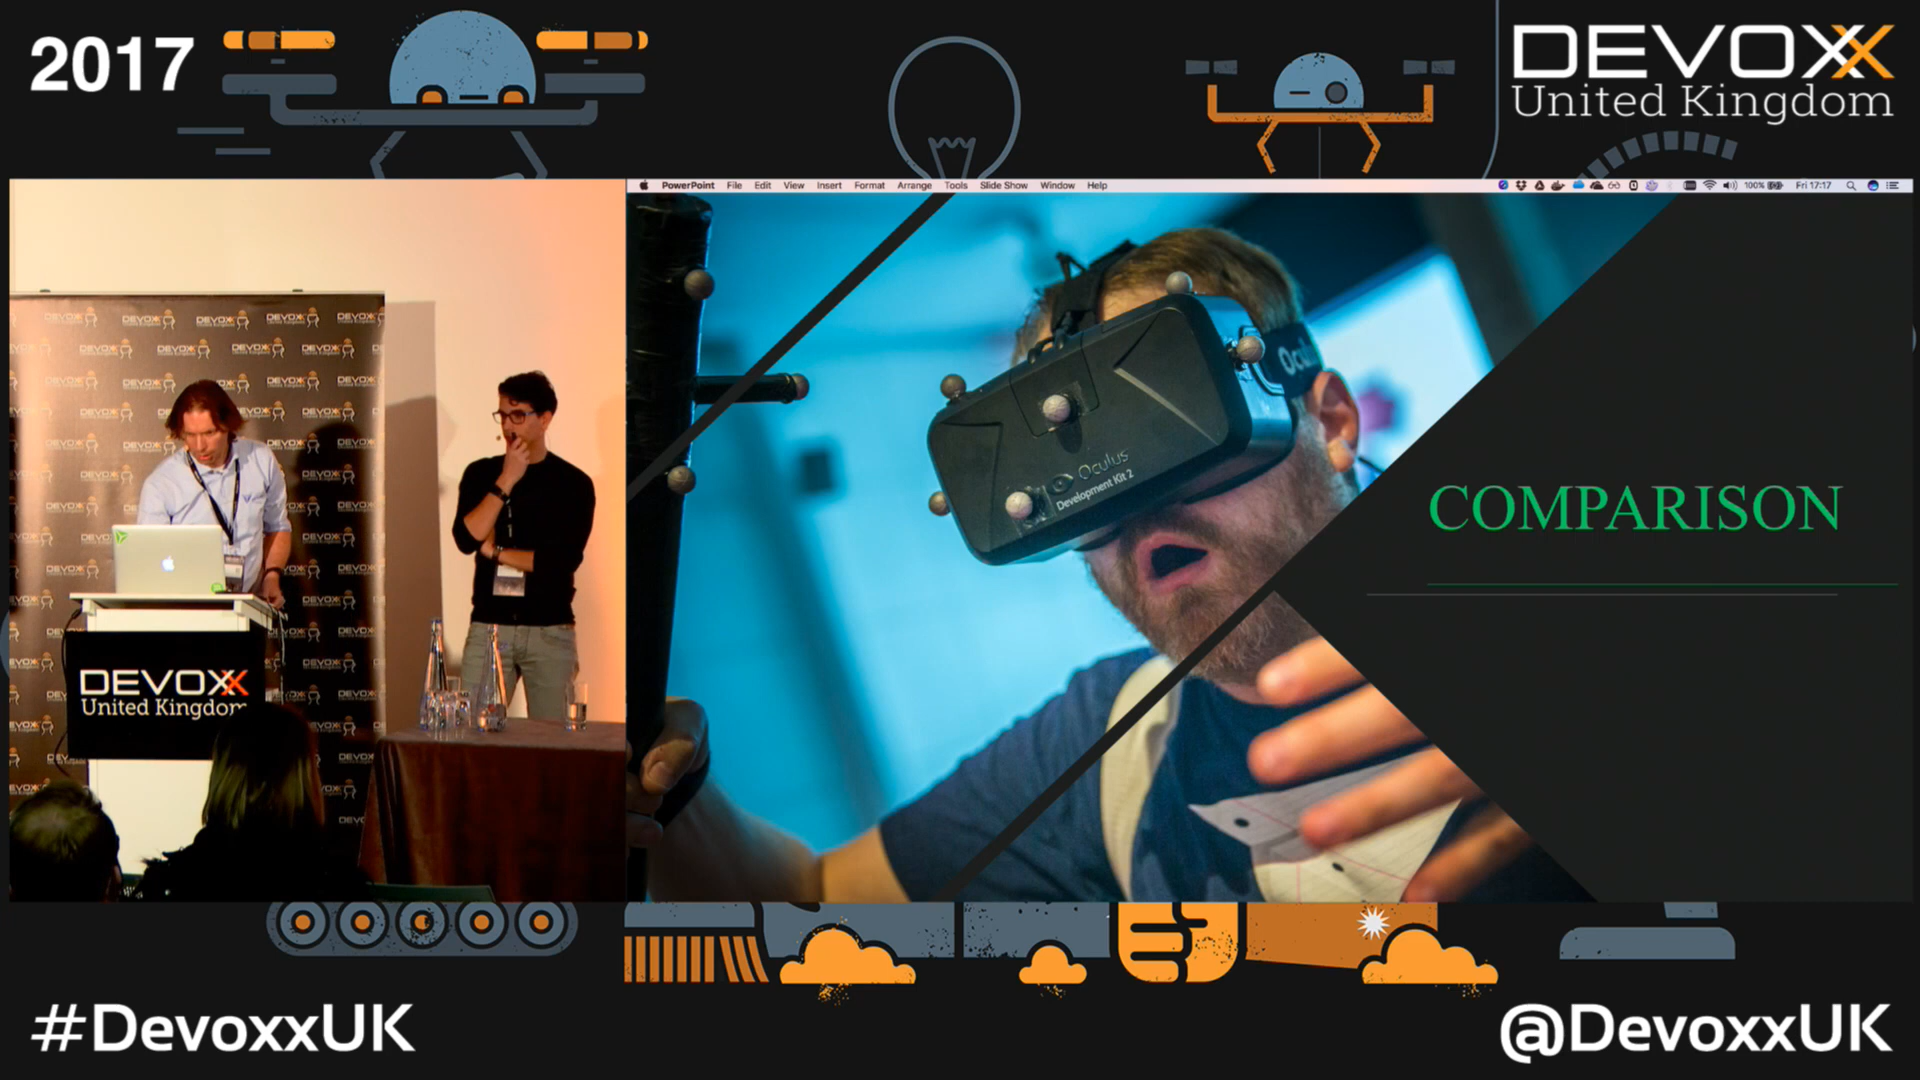 2017
DEVOXX
United Kingdom
PowerPoint File Edit View Insert Format Arrange Tools Slide Show Window Help
100% Fri 17:17
Oculus
Development Kit 2
COMPARISON
DEVOXX
United Kingdom
#DevoxxUK
@DevoxxUK